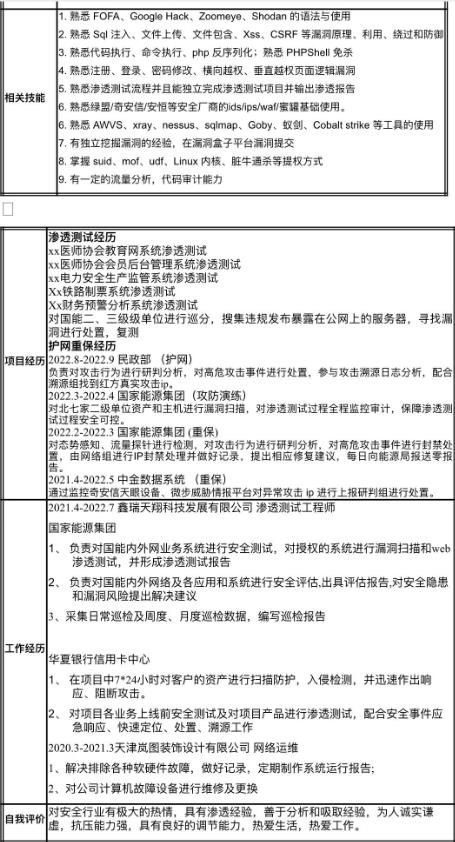 相关技能
1. 熟悉 FOFA、Google Hack、Zoomeye、Shodan 的语法与使用
2. 熟悉 Sql 注入、文件上传、文件包含、Xss、CSRF 等漏洞原理、利用、绕过和防御
3. 熟悉代码执行、命令执行、php 反序列化；熟悉 PHPShell 免杀
4. 熟悉注册、登录、密码修改、横向越权、垂直越权页面逻辑漏洞
5. 熟悉渗透测试流程并且能独立完成渗透测试项目并输出渗透报告
6. 熟悉绿盟/奇安信/安恒等安全厂商的ids/ips/waf/蜜罐基础使用。
6. 熟悉 AWVS、xray、nessus、sqlmap、Goby、蚁剑、Cobalt strike 等工具的使用
7. 有独立挖掘漏洞的经验，在漏洞盒子平台漏洞提交
8. 掌握 suid、mof、udf、Linux 内核、脏牛通杀等提权方式
9. 有一定的流量分析，代码审计能力
项目经历
渗透测试经历
xx医师协会教育网系统渗透测试
xx医师协会会员后台管理系统渗透测试
xx电力安全生产监管系统渗透测试
Xx铁路制票系统渗透测试
Xx财务预警分析系统渗透测试
对国能二、三级级单位进行巡分，搜集违规发布暴露在公网上的服务器，寻找漏
洞进行处置，复测
护网重保经历
2022.8-2022.9 民政部 （护网）
负责对攻击行为进行研判分析，对高危攻击事件进行处置，参与攻击溯源日志分析，配合
溯源组找到红方真实攻击ip。
2022.3-2022.4 国家能源集团（攻防演练）
对北七家二级单位资产和主机进行漏洞扫描，对渗透测试过程全程监控审计，保障渗透测
试过程安全可控。
2022.2-2022.3 国家能源集团 (重保)
对态势感知、流量探针进行检测，对攻击行为进行研判分析，对高危攻击事件进行封禁处
置，由网络组进行IP封禁处理并做好记录，提出相应修复建议，每日向能源局报送零报
告。
2021.4-2022.5 中金数据系统 （重保）
通过监控奇安信天眼设备、微步威胁情报平台对异常攻击 ip 进行上报研判组进行处置。
工作经历
2021.4-2022.7 鑫瑞天翔科技发展有限公司 渗透测试工程师
国家能源集团
1、 负责对国能内外网业务系统进行安全测试，对授权的系统进行漏洞扫描和web
渗透测试，并形成渗透测试报告
2、 负责对国能内外网络及各应用和系统进行安全评估,出具评估报告,对安全隐患
和漏洞风险提出解决建议
3、采集日常巡检及周度、月度巡检数据，编写巡检报告
华夏银行信用卡中心
1、 在项目中7*24小时对客户的资产进行扫描防护，入侵检测，并迅速作出响
应、阻断攻击。
2、 对项目各业务上线前安全测试及对项目产品进行渗透测试，配合安全事件应
急响应、快速定位、处置、溯源工作
2020.3-2021.3天津岚图装饰设计有限公司 网络运维
1、解决排除各种软硬件故障，做好记录，定期制作系统运行报告;
2、对公司计算机故障设备进行维修及更换
自我评价
对安全行业有极大的热情，具有渗透经验，善于分析和吸取经验，为人诚实谦
虚，抗压能力强，具有良好的调节能力，热爱生活，热爱工作。